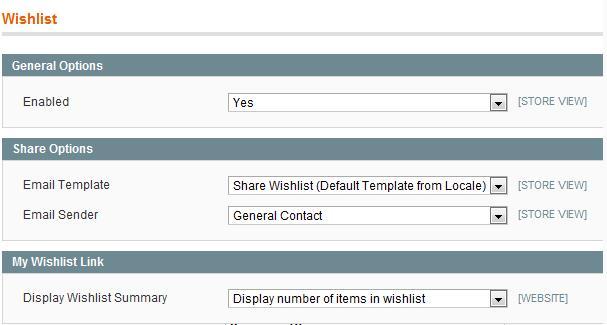 Wishlist
General Options
Enabled Yes [STORE VIEW]
Share Options
Email Template Share Wishlist (Default Template from Locale) [STORE VIEW]
Email Sender General Contact [STORE VIEW]
My Wishlist Link
Display Wishlist Summary Display number of items in wishlist [WEBSITE]